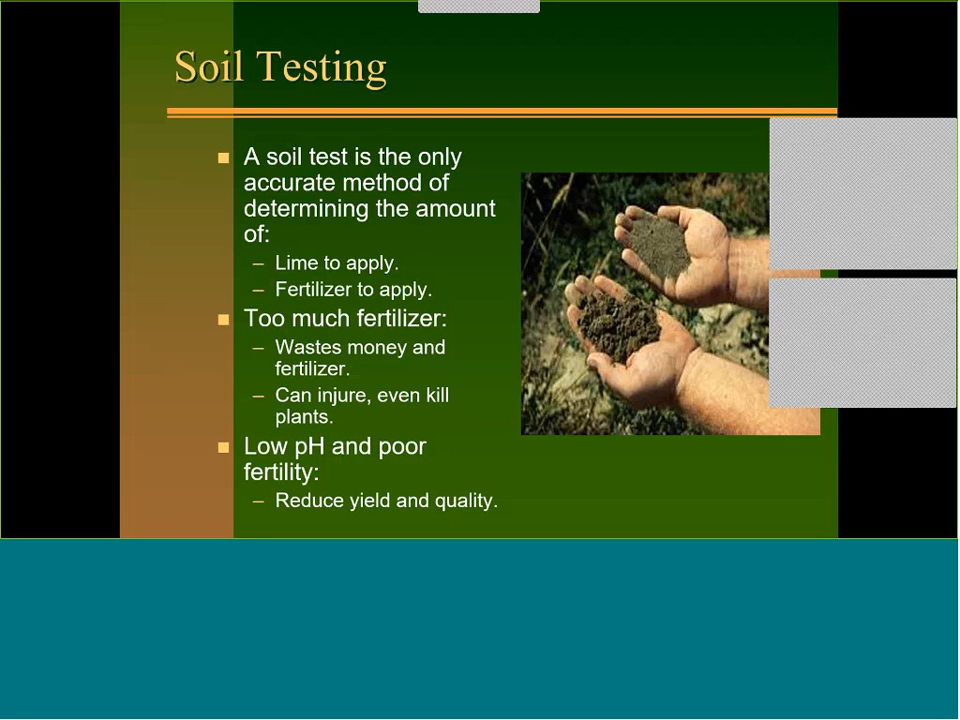 Soil Testing
A soil test is the only
accurate method of
determining the amount
of:
– Lime to apply.
– Fertilizer to apply.
Too much fertilizer:
– Wastes money and
fertilizer.
– Can injure, even kill
plants.
Low pH and poor
fertility:
– Reduce yield and quality.